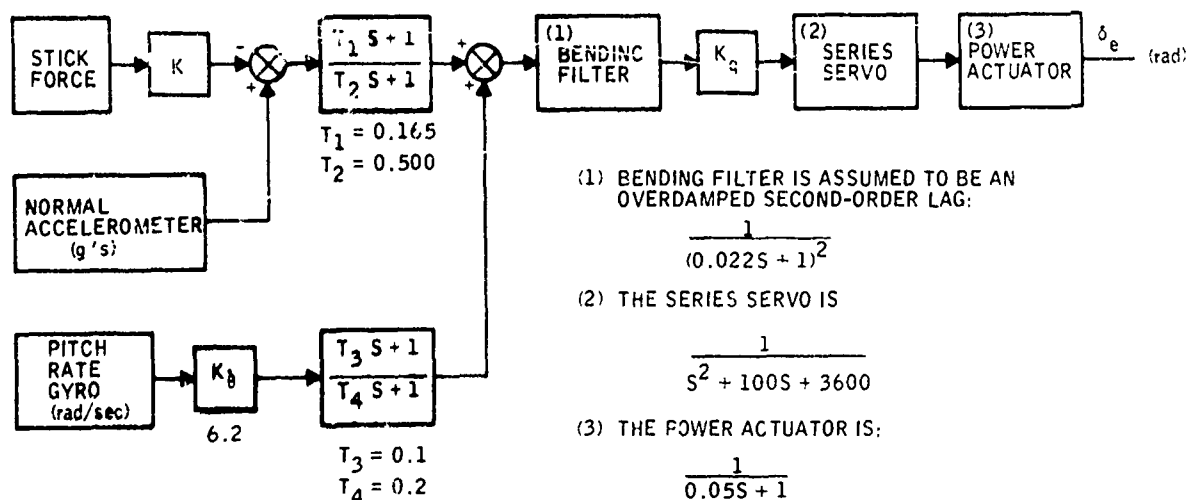 STICK
FORCE
K
-
+
T1 S + 1
T2 S + 1
T1 = 0.165
T2 = 0.500
+
+
(1)
BENDING
FILTER
Kq
(2)
SERIES
SERVO
(3)
POWER
ACTUATOR
δe
(rad)
NORMAL
ACCELEROMETER
(g's)
PITCH
RATE
GYRO
(rad/sec)
6.2
T3 S + 1
T4 S + 1
T3 = 0.1
T4 = 0.2
(1) BENDING FILTER IS ASSUMED TO BE AN
OVERDAMPED SECOND-ORDER LAG:
1
(0.022S + 1)²
(2) THE SERIES SERVO IS
1
S² + 100S + 3600
(3) THE POWER ACTUATOR IS:
1
0.05S + 1